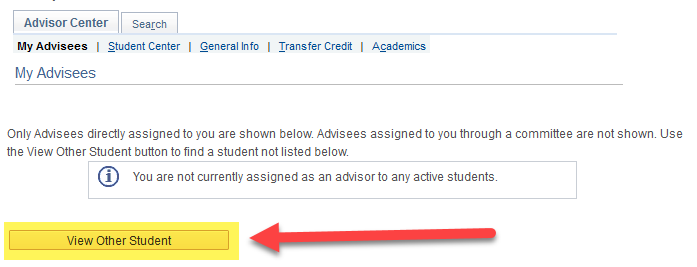 Advisor Center Search
My Advisees | Student Center | General Info | Transfer Credit | Academics
My Advisees
Only Advisees directly assigned to you are shown below. Advisees assigned to you through a committee are not shown. Use
the View Other Student button to find a student not listed below.
You are not currently assigned as an advisor to any active students.
View Other Student